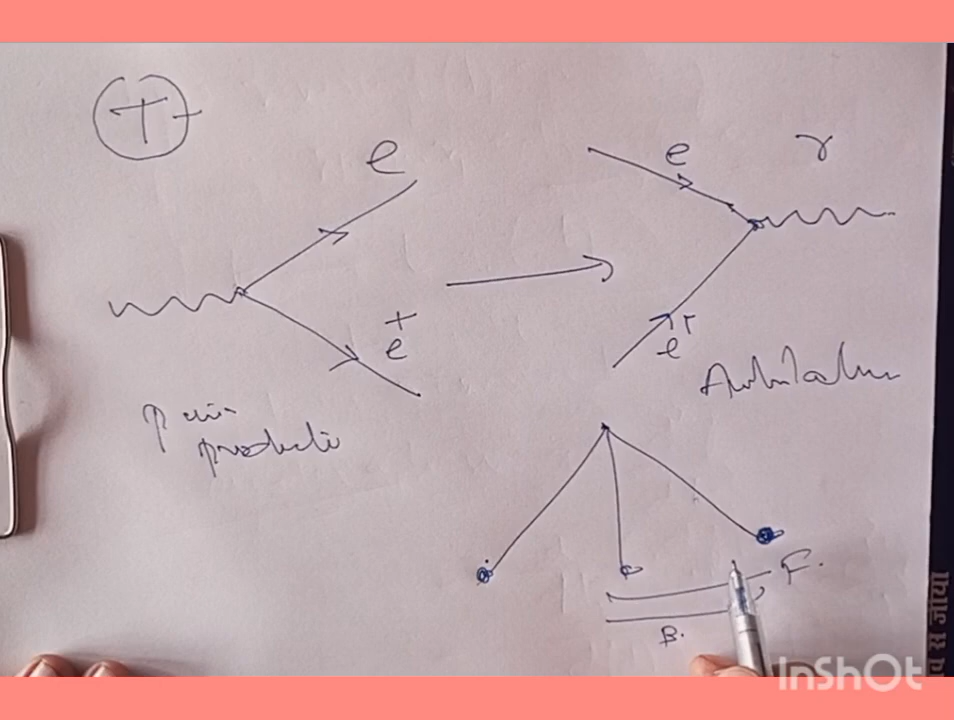 T
e
e+
pair
production
e
γ
e+
Annihilation
F.
B.
InShOt